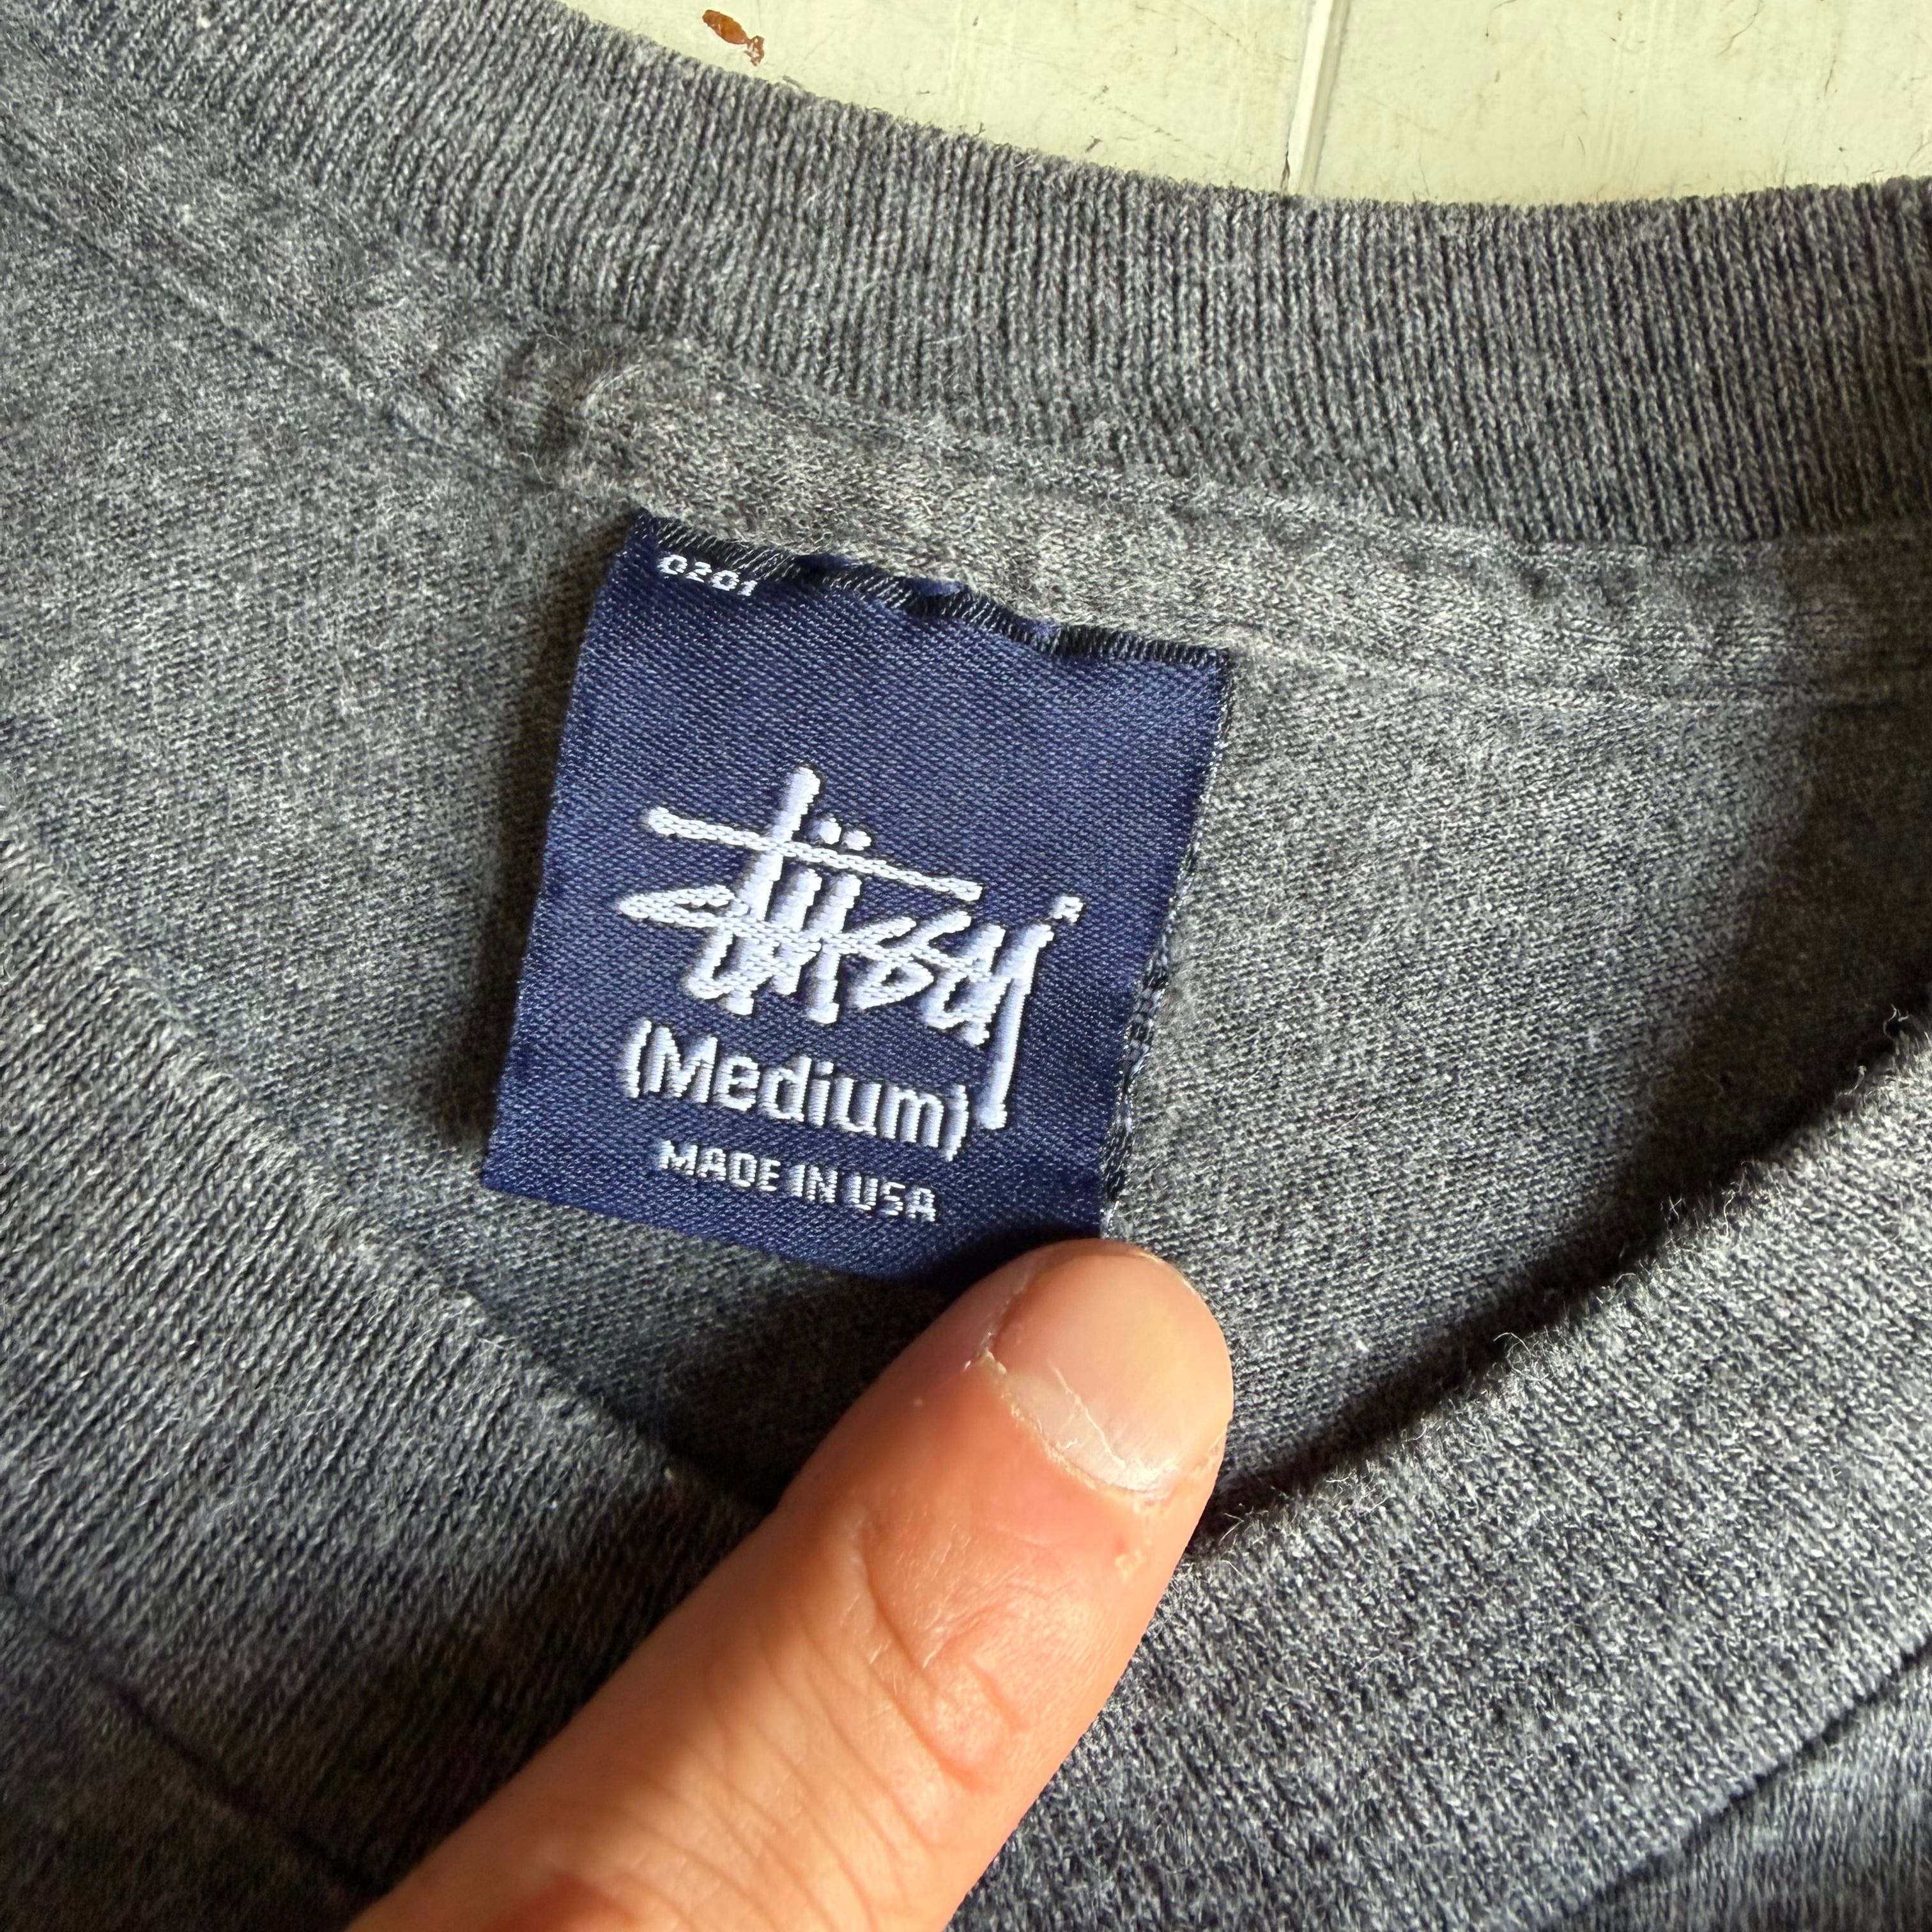 0201
Stüssy ®
(Medium)
MADE IN USA